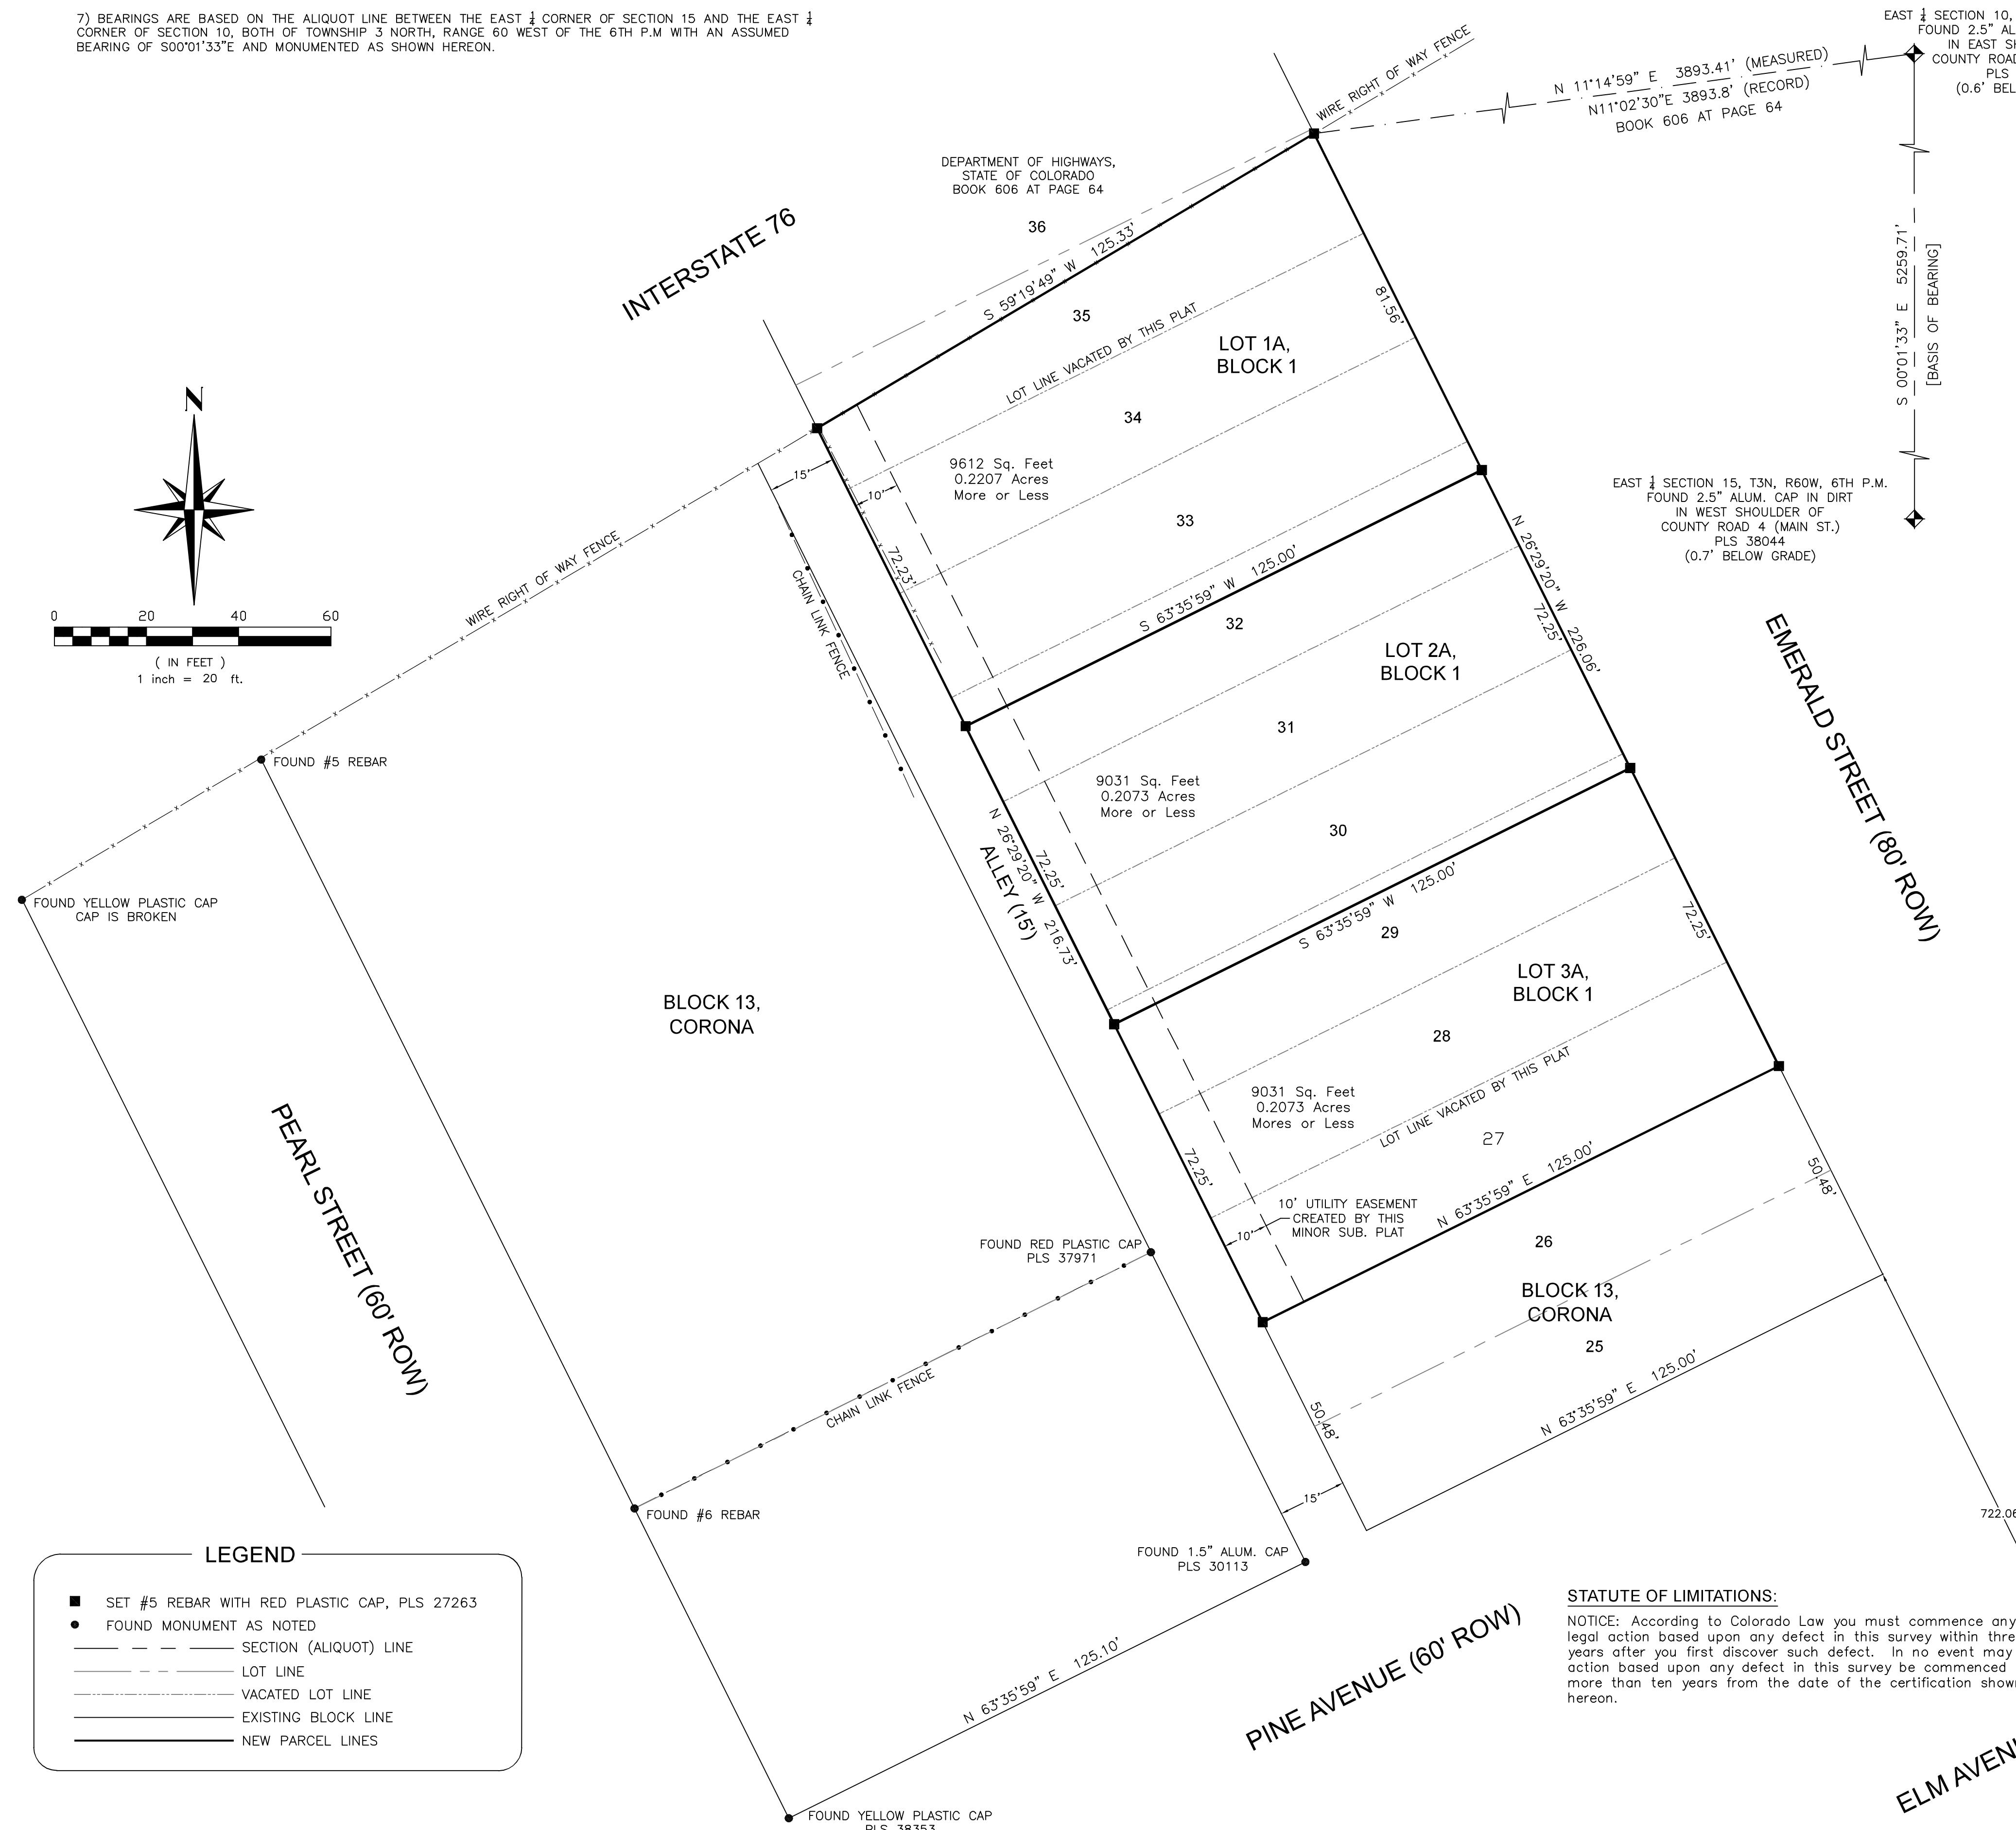 7) BEARINGS ARE BASED ON THE ALIQUOT LINE BETWEEN THE EAST 1/4 CORNER OF SECTION 15 AND THE EAST 1/4
CORNER OF SECTION 10, BOTH OF TOWNSHIP 3 NORTH, RANGE 60 WEST OF THE 6TH P.M WITH AN ASSUMED
BEARING OF S00°01'33"E AND MONUMENTED AS SHOWN HEREON.
EAST 1/4 SECTION 10,
FOUND 2.5" AL
IN EAST SH
COUNTY ROAD
PLS
(0.6' BEL
WIRE RIGHT OF WAY FENCE
N 11°14'59" E 3893.41' (MEASURED)
N11°02'30"E 3893.8' (RECORD)
BOOK 606 AT PAGE 64
DEPARTMENT OF HIGHWAYS,
STATE OF COLORADO
BOOK 606 AT PAGE 64
36
INTERSTATE 76
S 59°19'49" W 125.33'
S 00°01'33" E 5259.71'
[BASIS OF BEARING]
81.56'
35
LOT LINE VACATED BY THIS PLAT
LOT 1A,
BLOCK 1
34
9612 Sq. Feet
0.2207 Acres
More or Less
15'
10'
33
72.23'
N
0 20 40 60
( IN FEET )
1 inch = 20 ft.
WIRE RIGHT OF WAY FENCE
CHAIN LINK FENCE
EAST 1/4 SECTION 15, T3N, R60W, 6TH P.M.
FOUND 2.5" ALUM. CAP IN DIRT
IN WEST SHOULDER OF
COUNTY ROAD 4 (MAIN ST.)
PLS 38044
(0.7' BELOW GRADE)
S 63°35'59" W 125.00'
N 26°29'20" W 226.06'
72.25'
32
LOT 2A,
BLOCK 1
31
9031 Sq. Feet
0.2073 Acres
More or Less
30
EMERALD STREET (80' ROW)
FOUND #5 REBAR
FOUND YELLOW PLASTIC CAP
CAP IS BROKEN
72.25'
N 26°29'20" W 216.73'
ALLEY (15')
S 63°35'59" W 125.00'
29
72.25'
LOT 3A,
BLOCK 1
BLOCK 13,
CORONA
28
9031 Sq. Feet
0.2073 Acres
Mores or Less
LOT LINE VACATED BY THIS PLAT
27
72.25'
PEARL STREET (60' ROW)
10' UTILITY EASEMENT
CREATED BY THIS
MINOR SUB. PLAT
10'
N 63°35'59" E 125.00'
50.48'
FOUND RED PLASTIC CAP
PLS 37971
26
BLOCK 13,
CORONA
25
CHAIN LINK FENCE
50.48'
N 63°35'59" E 125.00'
15'
FOUND #6 REBAR
722.06
FOUND 1.5" ALUM. CAP
PLS 30113
LEGEND
SET #5 REBAR WITH RED PLASTIC CAP, PLS 27263
FOUND MONUMENT AS NOTED
SECTION (ALIQUOT) LINE
LOT LINE
VACATED LOT LINE
EXISTING BLOCK LINE
NEW PARCEL LINES
N 63°35'59" E 125.10'
PINE AVENUE (60' ROW)
STATUTE OF LIMITATIONS:
NOTICE: According to Colorado Law you must commence any
legal action based upon any defect in this survey within thre
years after you first discover such defect. In no event may
action based upon any defect in this survey be commenced
more than ten years from the date of the certification shown
hereon.
ELM AVENU
FOUND YELLOW PLASTIC CAP
PLS 38353